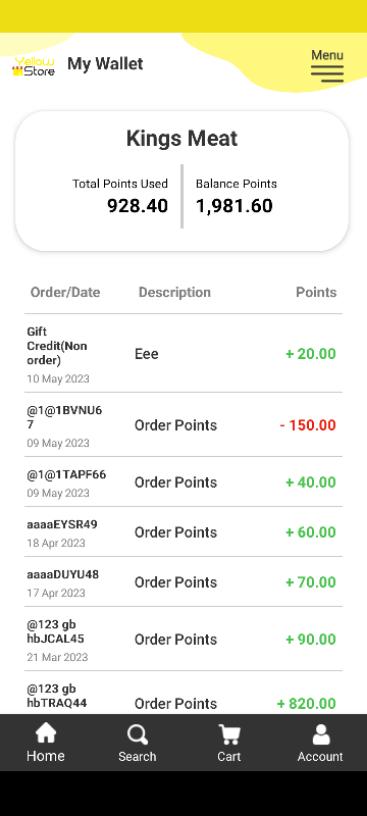 Yellow
Store
My Wallet
Menu
Kings Meat
Total Points Used
928.40
Balance Points
1,981.60
Order/Date Description Points
Gift
Credit(Non
order)
10 May 2023
Eee
+ 20.00
@1@1BVNU6
7
09 May 2023
Order Points
- 150.00
@1@1TAPF66
09 May 2023
Order Points
+ 40.00
aaaaEYSR49
18 Apr 2023
Order Points
+ 60.00
aaaaDUYU48
17 Apr 2023
Order Points
+ 70.00
@123 gb
hbJCAL45
21 Mar 2023
Order Points
+ 90.00
@123 gb
hbTRAQ44
Order Points
+ 820.00
Home Search Cart Account